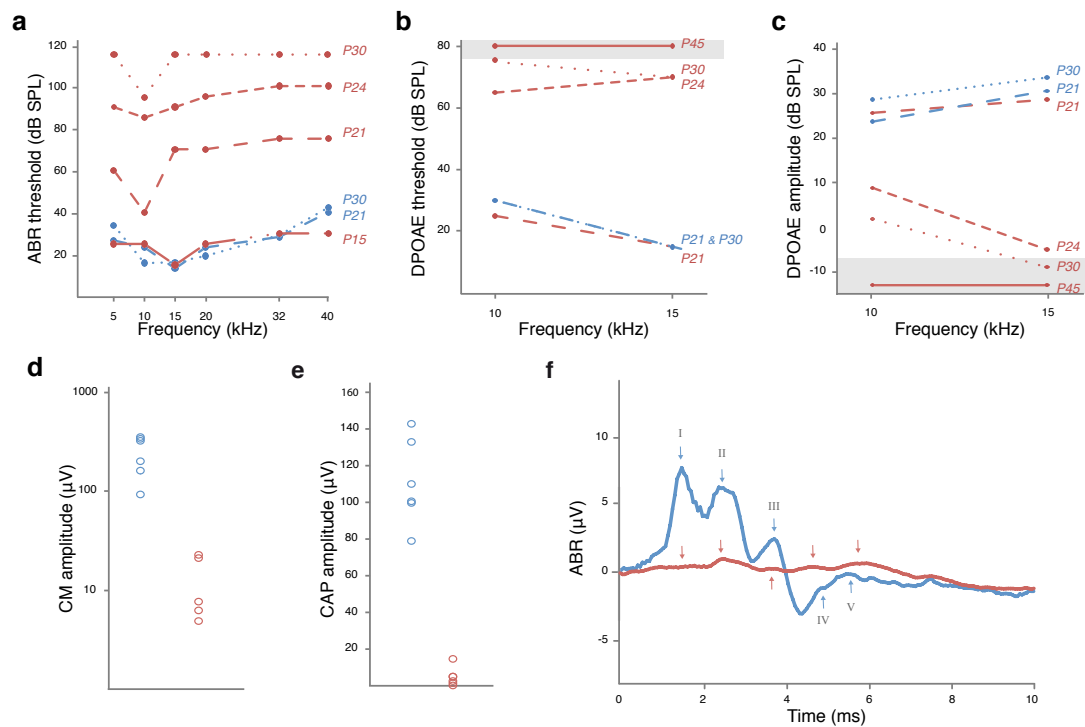 a
120
100
80
60
40
20
ABR threshold (dB SPL)
P30
P24
P21
P30
P21
P15
5 10 15 20 32 40
Frequency (kHz)
b
80
60
40
20
DPOAE threshold (dB SPL)
P45
P30
P24
P21 & P30
P21
10 15
Frequency (kHz)
c
40
30
20
10
0
-10
DPOAE amplitude (dB SPL)
P30
P21
P21
P24
P30
P45
10 15
Frequency (kHz)
d
1000
100
10
CM amplitude (μV)
e
160
140
120
100
80
60
40
20
CAP amplitude (μV)
f
10
5
0
-5
ABR (μV)
I
II
III
IV
V
0 2 4 6 8 10
Time (ms)